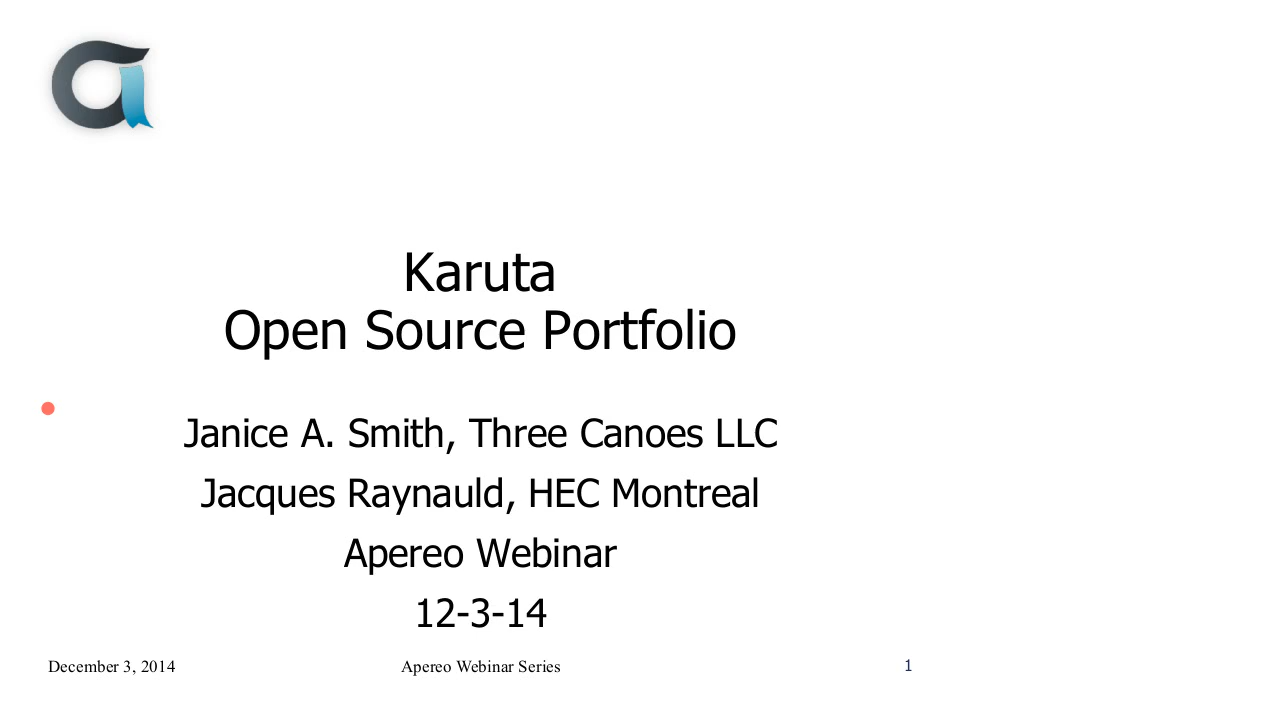 Karuta
Open Source Portfolio
Janice A. Smith, Three Canoes LLC
Jacques Raynauld, HEC Montreal
Apereo Webinar
12-3-14
December 3, 2014
Apereo Webinar Series
1